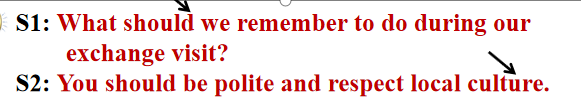 S1: What should we remember to do during our
exchange visit?
S2: You should be polite and respect local culture.